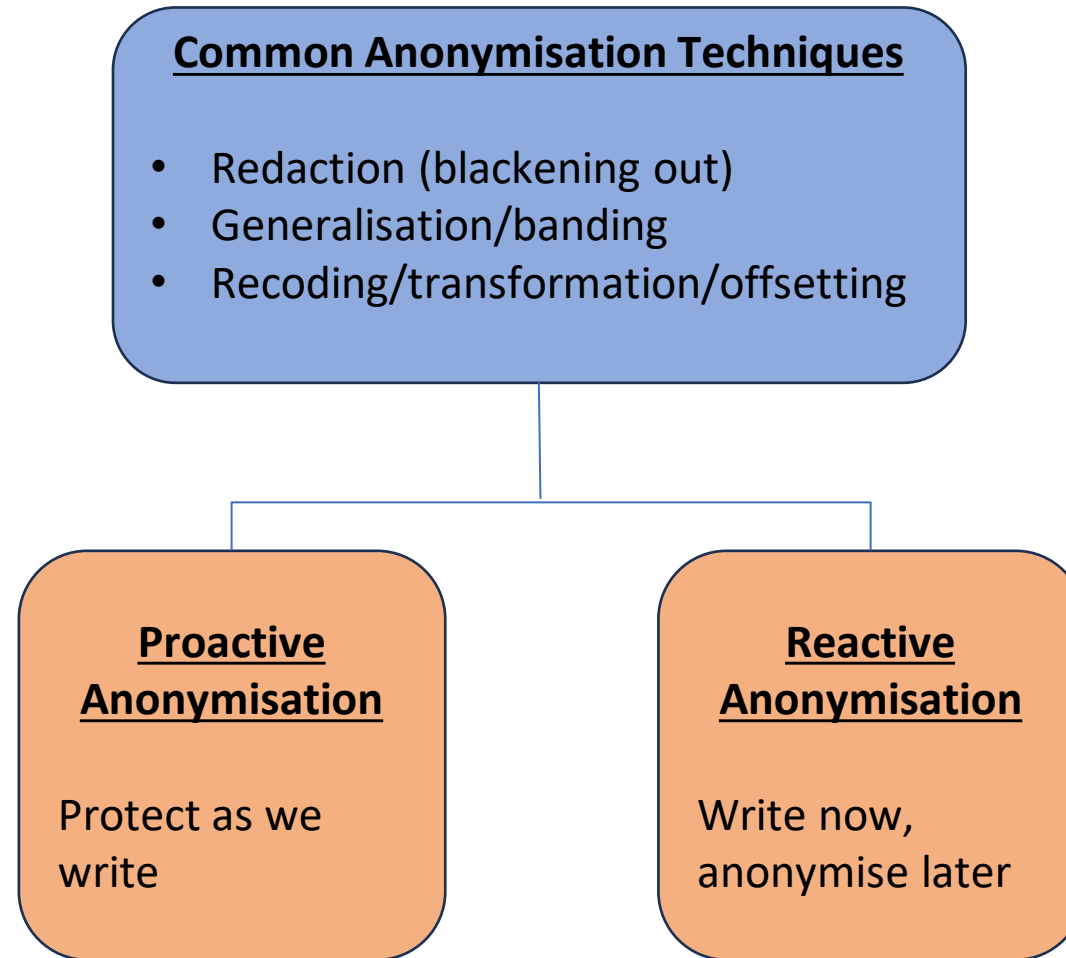 Common Anonymisation Techniques
• Redaction (blackening out)
• Generalisation/banding
• Recoding/transformation/offsetting
Proactive
Anonymisation
Protect as we
write
Reactive
Anonymisation
Write now,
anonymise later